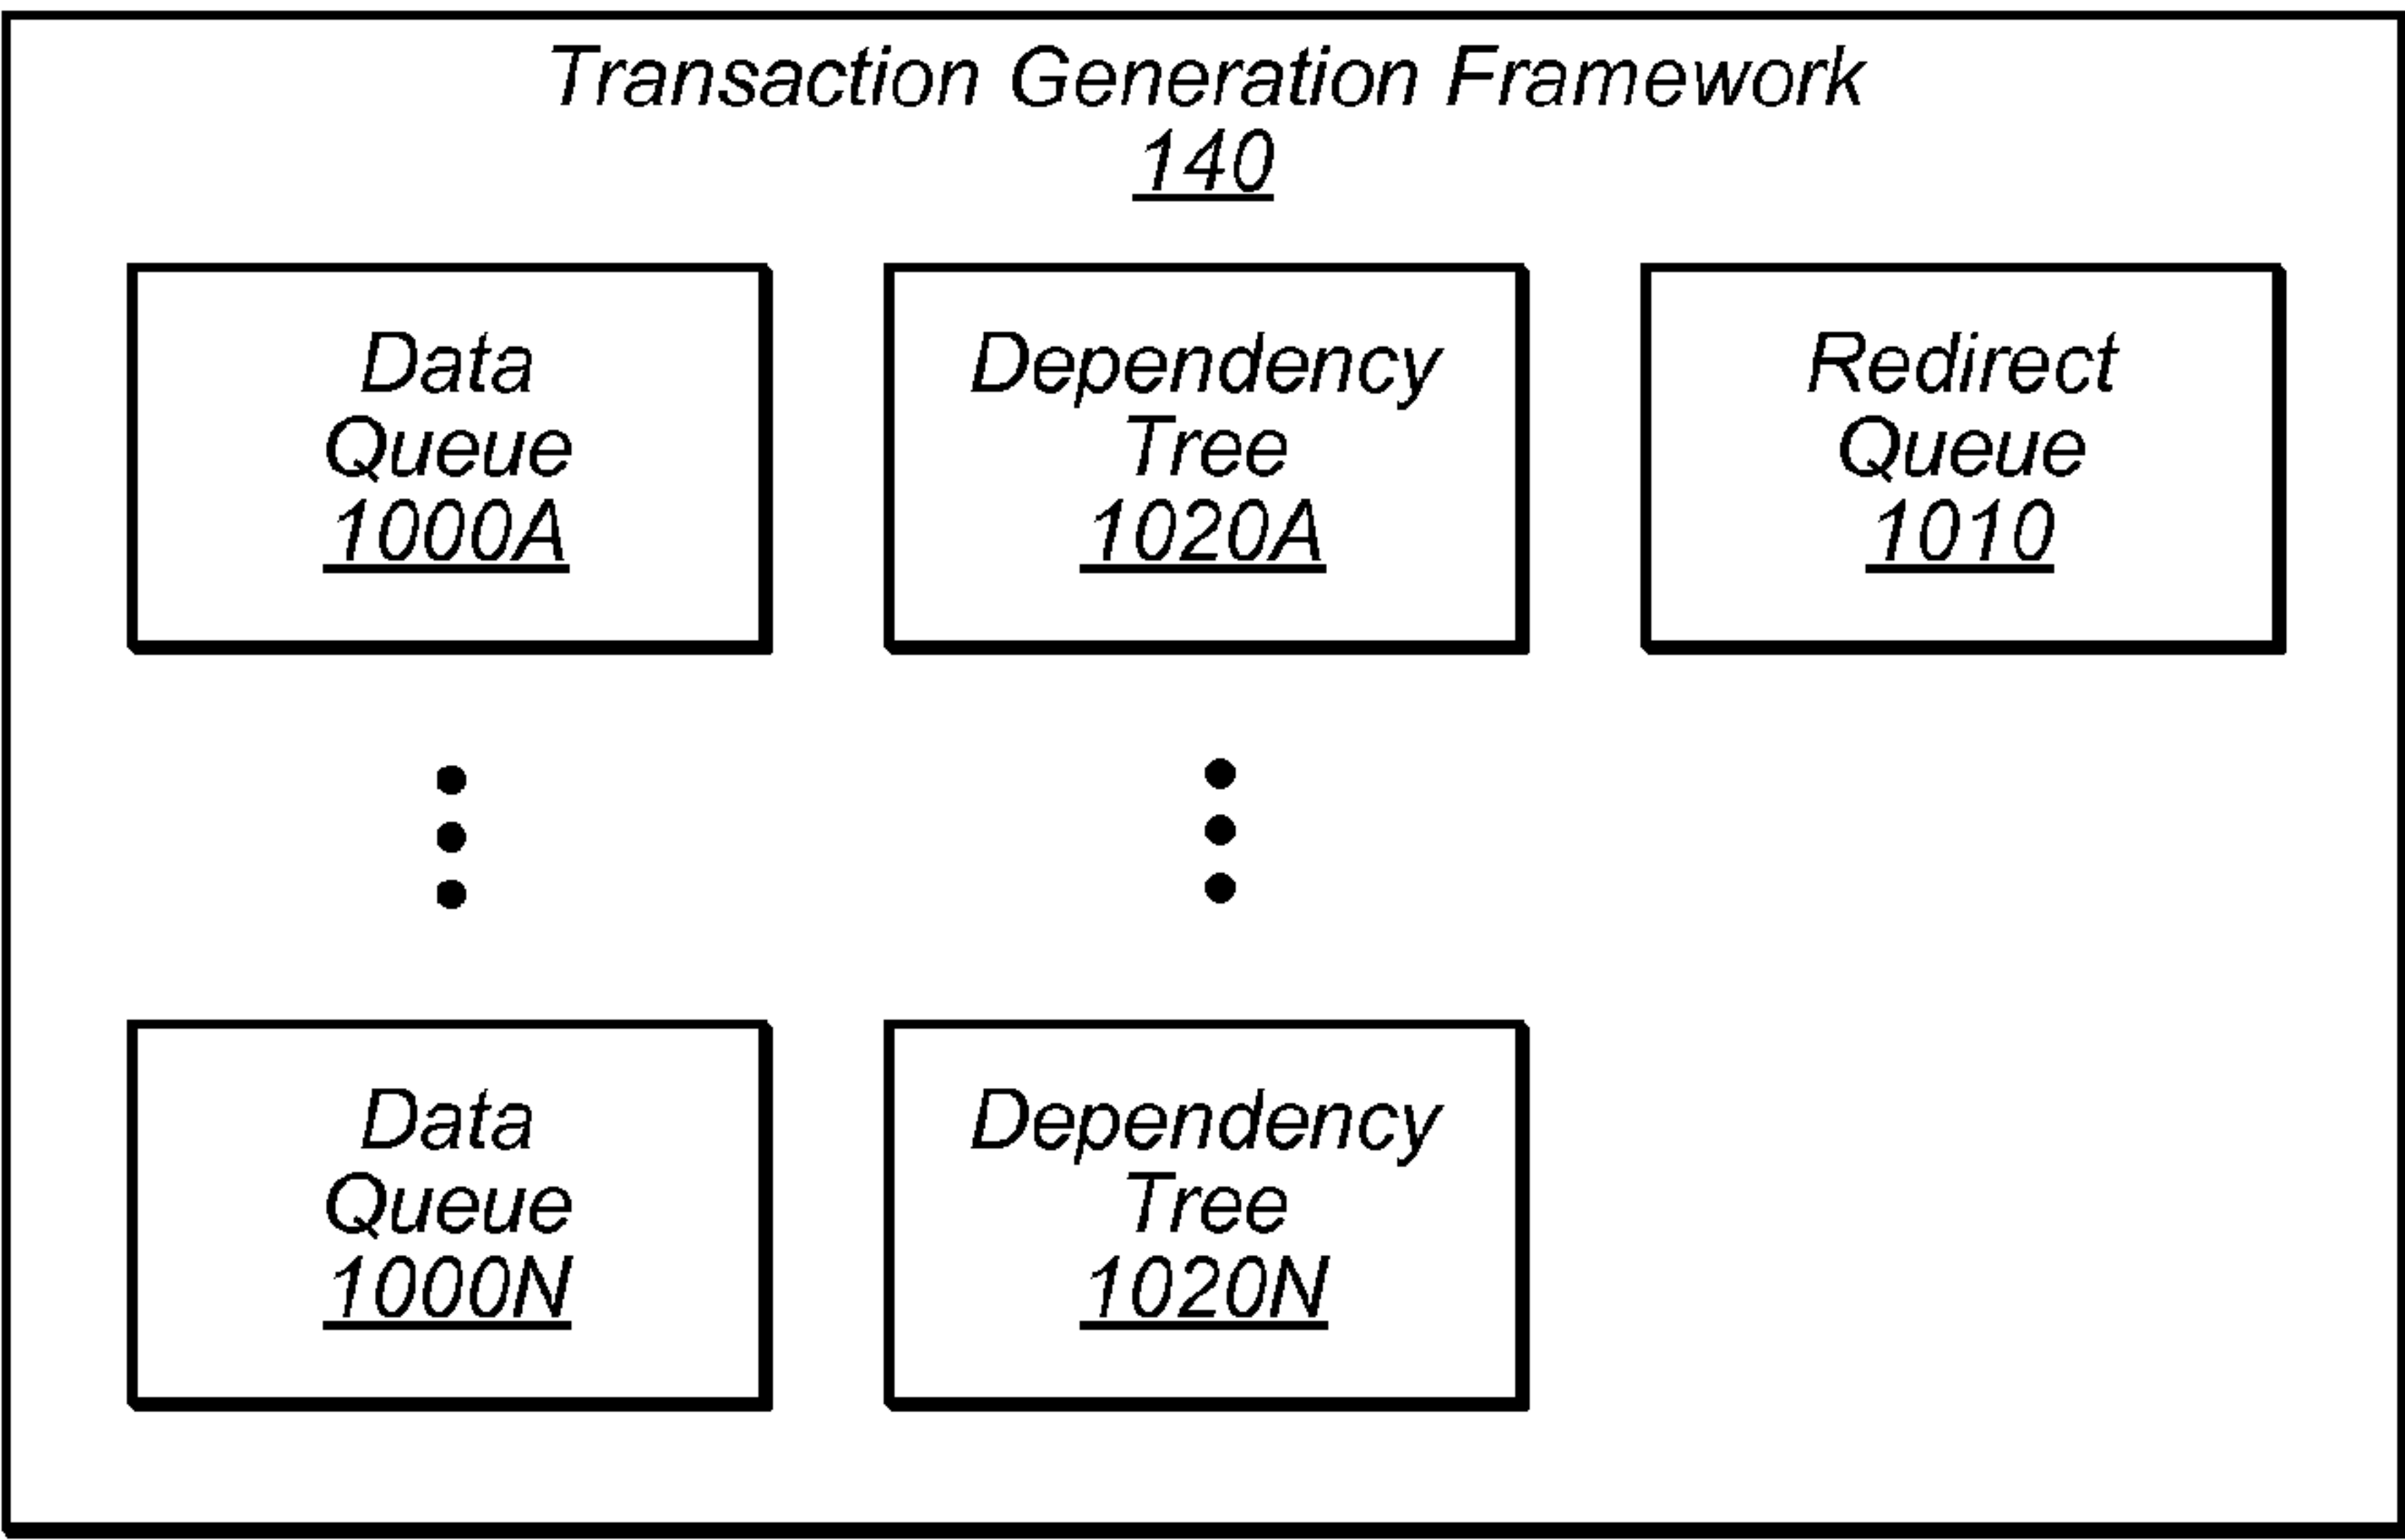 Transaction Generation Framework
140
Data
Queue
1000A
Dependency
Tree
1020A
Redirect
Queue
1010
Data
Queue
1000N
Dependency
Tree
1020N